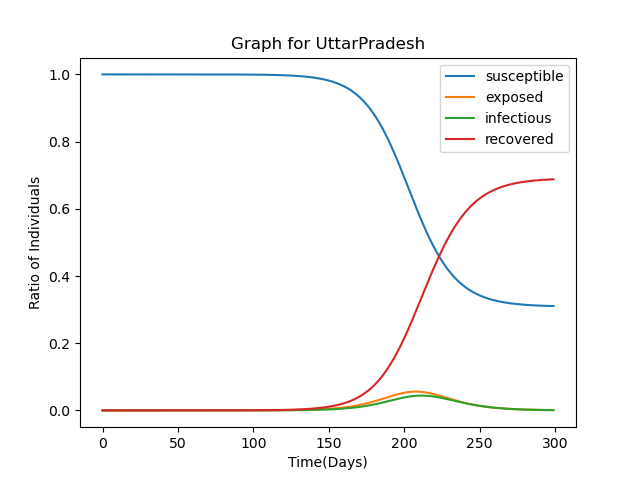 Graph for UttarPradesh
susceptible
exposed
infectious
recovered
Ratio of Individuals
1.0
0.8
0.6
0.4
0.2
0.0
0 50 100 150 200 250 300
Time(Days)